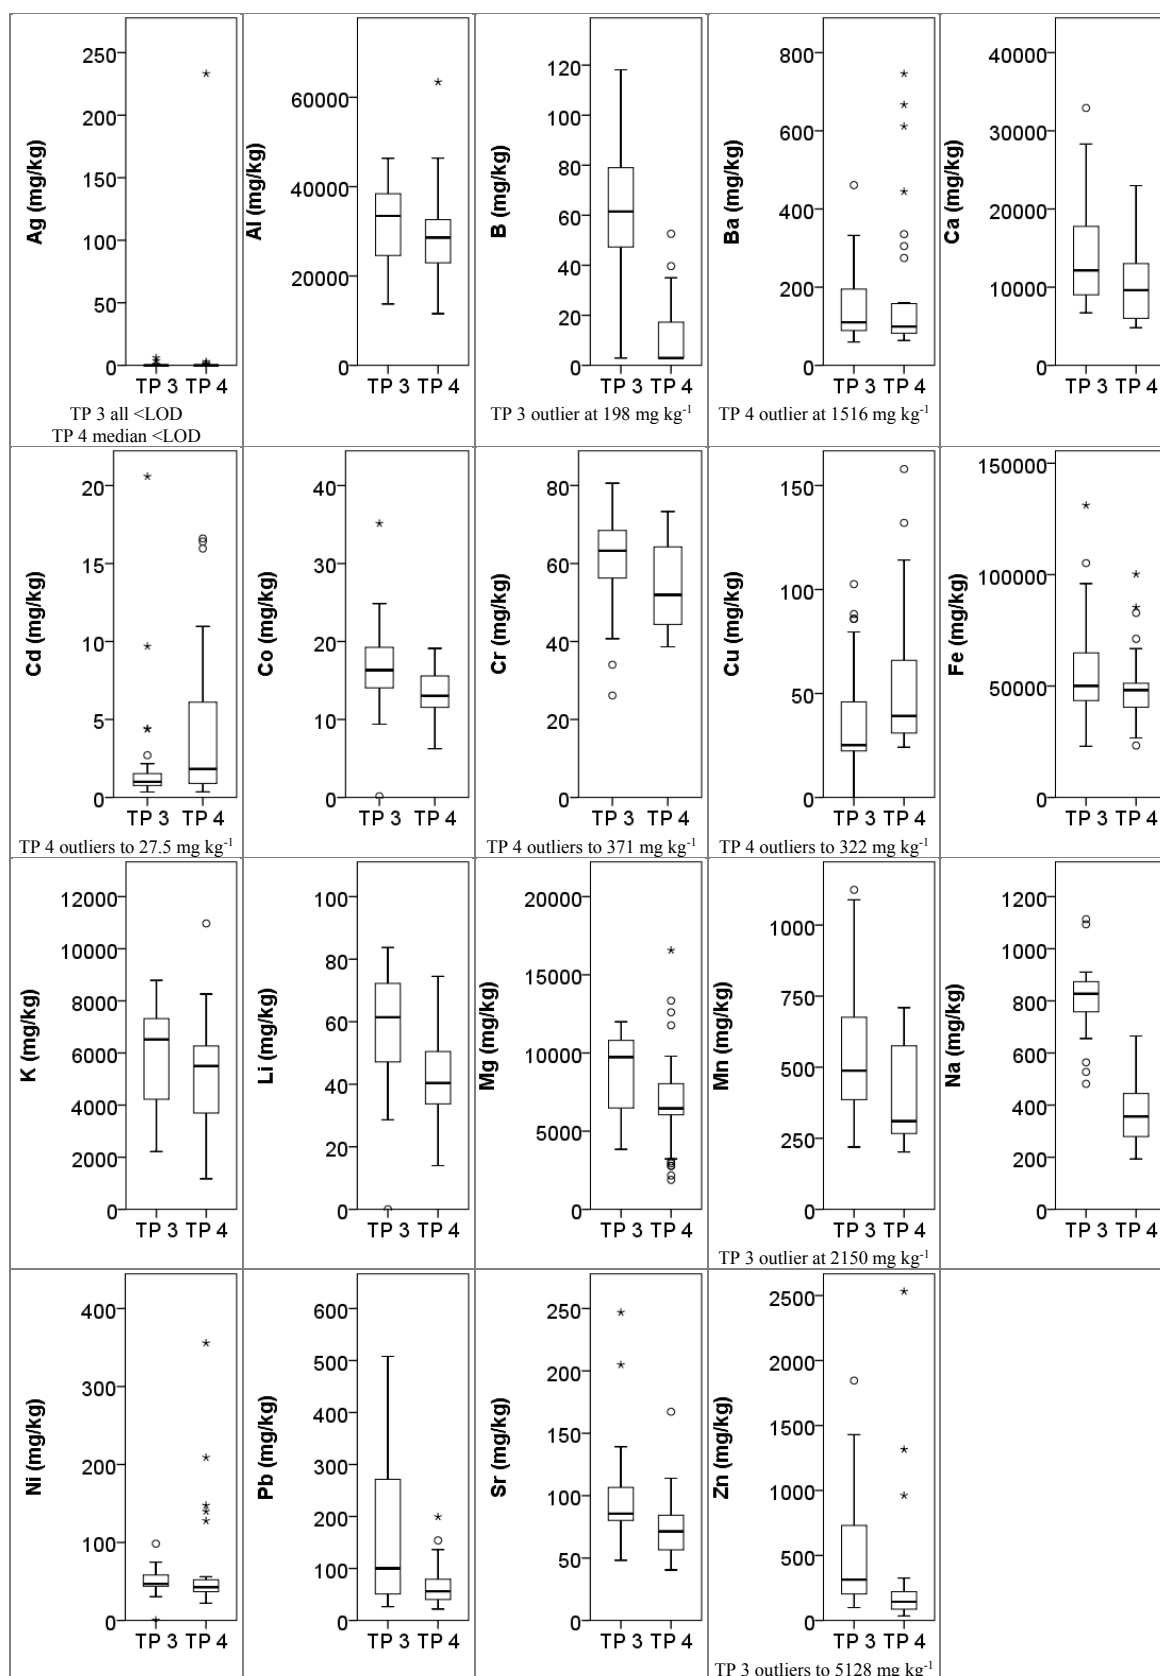 250
200
150
100
50
0
Ag (mg/kg)
TP 3 TP 4
TP 3 all <LOD
TP 4 median <LOD
60000
40000
20000
0
Al (mg/kg)
TP 3 TP 4
120
100
80
60
40
20
0
B (mg/kg)
TP 3 TP 4
TP 3 outlier at 198 mg kg⁻¹
800
600
400
200
0
Ba (mg/kg)
TP 3 TP 4
TP 4 outlier at 1516 mg kg⁻¹
40000
30000
20000
10000
0
Ca (mg/kg)
TP 3 TP 4
20
15
10
5
0
Cd (mg/kg)
TP 3 TP 4
TP 4 outliers to 27.5 mg kg⁻¹
40
30
20
10
0
Co (mg/kg)
TP 3 TP 4
80
60
40
20
0
Cr (mg/kg)
TP 3 TP 4
TP 4 outliers to 371 mg kg⁻¹
150
100
50
0
Cu (mg/kg)
TP 3 TP 4
TP 4 outliers to 322 mg kg⁻¹
150000
100000
50000
0
Fe (mg/kg)
TP 3 TP 4
12000
10000
8000
6000
4000
2000
0
K (mg/kg)
TP 3 TP 4
100
80
60
40
20
0
Li (mg/kg)
TP 3 TP 4
20000
15000
10000
5000
0
Mg (mg/kg)
TP 3 TP 4
1000
750
500
250
0
Mn (mg/kg)
TP 3 TP 4
TP 3 outlier at 2150 mg kg⁻¹
1200
1000
800
600
400
200
0
Na (mg/kg)
TP 3 TP 4
400
300
200
100
0
Ni (mg/kg)
TP 3 TP 4
600
500
400
300
200
100
0
Pb (mg/kg)
TP 3 TP 4
250
200
150
100
50
0
Sr (mg/kg)
TP 3 TP 4
2500
2000
1500
1000
500
0
Zn (mg/kg)
TP 3 TP 4
TP 3 outliers to 5128 mg kg⁻¹